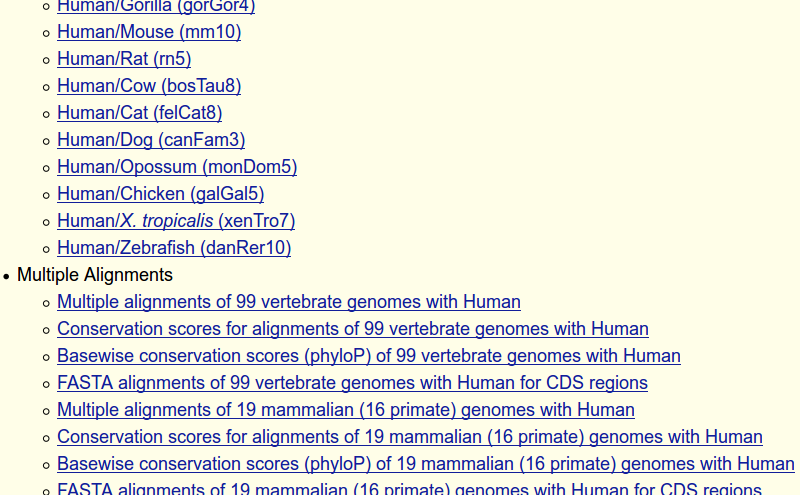 Human/Gorilla (gorGor4)
Human/Mouse (mm10)
Human/Rat (rn5)
Human/Cow (bosTau8)
Human/Cat (felCat8)
Human/Dog (canFam3)
Human/Opossum (monDom5)
Human/Chicken (galGal5)
Human/X. tropicalis (xenTro7)
Human/Zebrafish (danRer10)
Multiple Alignments
Multiple alignments of 99 vertebrate genomes with Human
Conservation scores for alignments of 99 vertebrate genomes with Human
Basewise conservation scores (phyloP) of 99 vertebrate genomes with Human
FASTA alignments of 99 vertebrate genomes with Human for CDS regions
Multiple alignments of 19 mammalian (16 primate) genomes with Human
Conservation scores for alignments of 19 mammalian (16 primate) genomes with Human
Basewise conservation scores (phyloP) of 19 mammalian (16 primate) genomes with Human
FASTA alignments of 19 mammalian (16 primate) genomes with Human for CDS regions